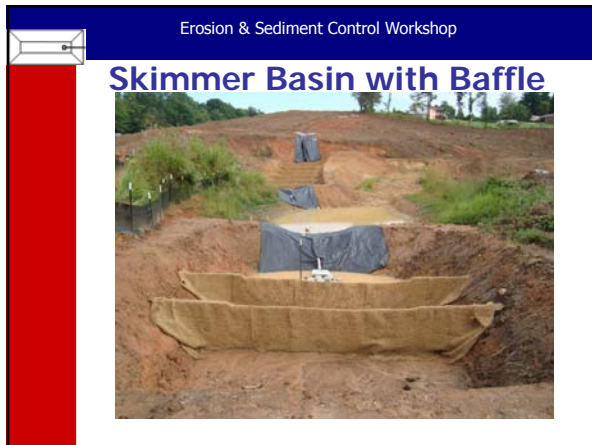 Erosion & Sediment Control Workshop
Skimmer Basin with Baffle